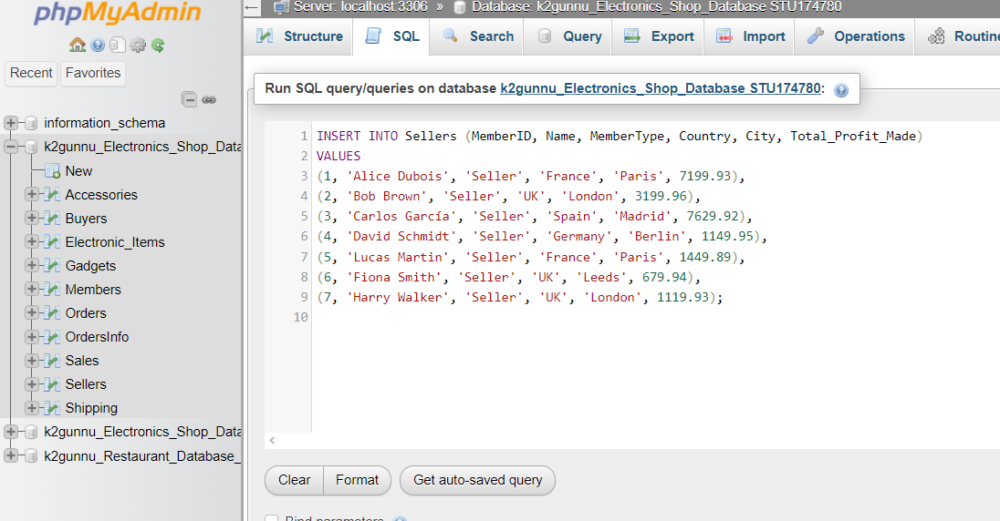 phpMyAdmin
Recent Favorites
information_schema
k2gunnu_Electronics_Shop_Data
New
Accessories
Buyers
Electronic_Items
Gadgets
Members
Orders
OrdersInfo
Sales
Sellers
Shipping
k2gunnu_Electronics_Shop_Data
k2gunnu_Restaurant_Database_
Server: localhost:3306 » Database: k2gunnu_Electronics_Shop_Database STU174780
Structure SQL Search Query Export Import Operations Routine
Run SQL query/queries on database k2gunnu_Electronics_Shop_Database STU174780:
1 INSERT INTO Sellers (MemberID, Name, MemberType, Country, City, Total_Profit_Made)
2 VALUES
3 (1, 'Alice Dubois', 'Seller', 'France', 'Paris', 7199.93),
4 (2, 'Bob Brown', 'Seller', 'UK', 'London', 3199.96),
5 (3, 'Carlos García', 'Seller', 'Spain', 'Madrid', 7629.92),
6 (4, 'David Schmidt', 'Seller', 'Germany', 'Berlin', 1149.95),
7 (5, 'Lucas Martin', 'Seller', 'France', 'Paris', 1449.89),
8 (6, 'Fiona Smith', 'Seller', 'UK', 'Leeds', 679.94),
9 (7, 'Harry Walker', 'Seller', 'UK', 'London', 1119.93);
10
Clear Format Get auto-saved query
Bind parameters